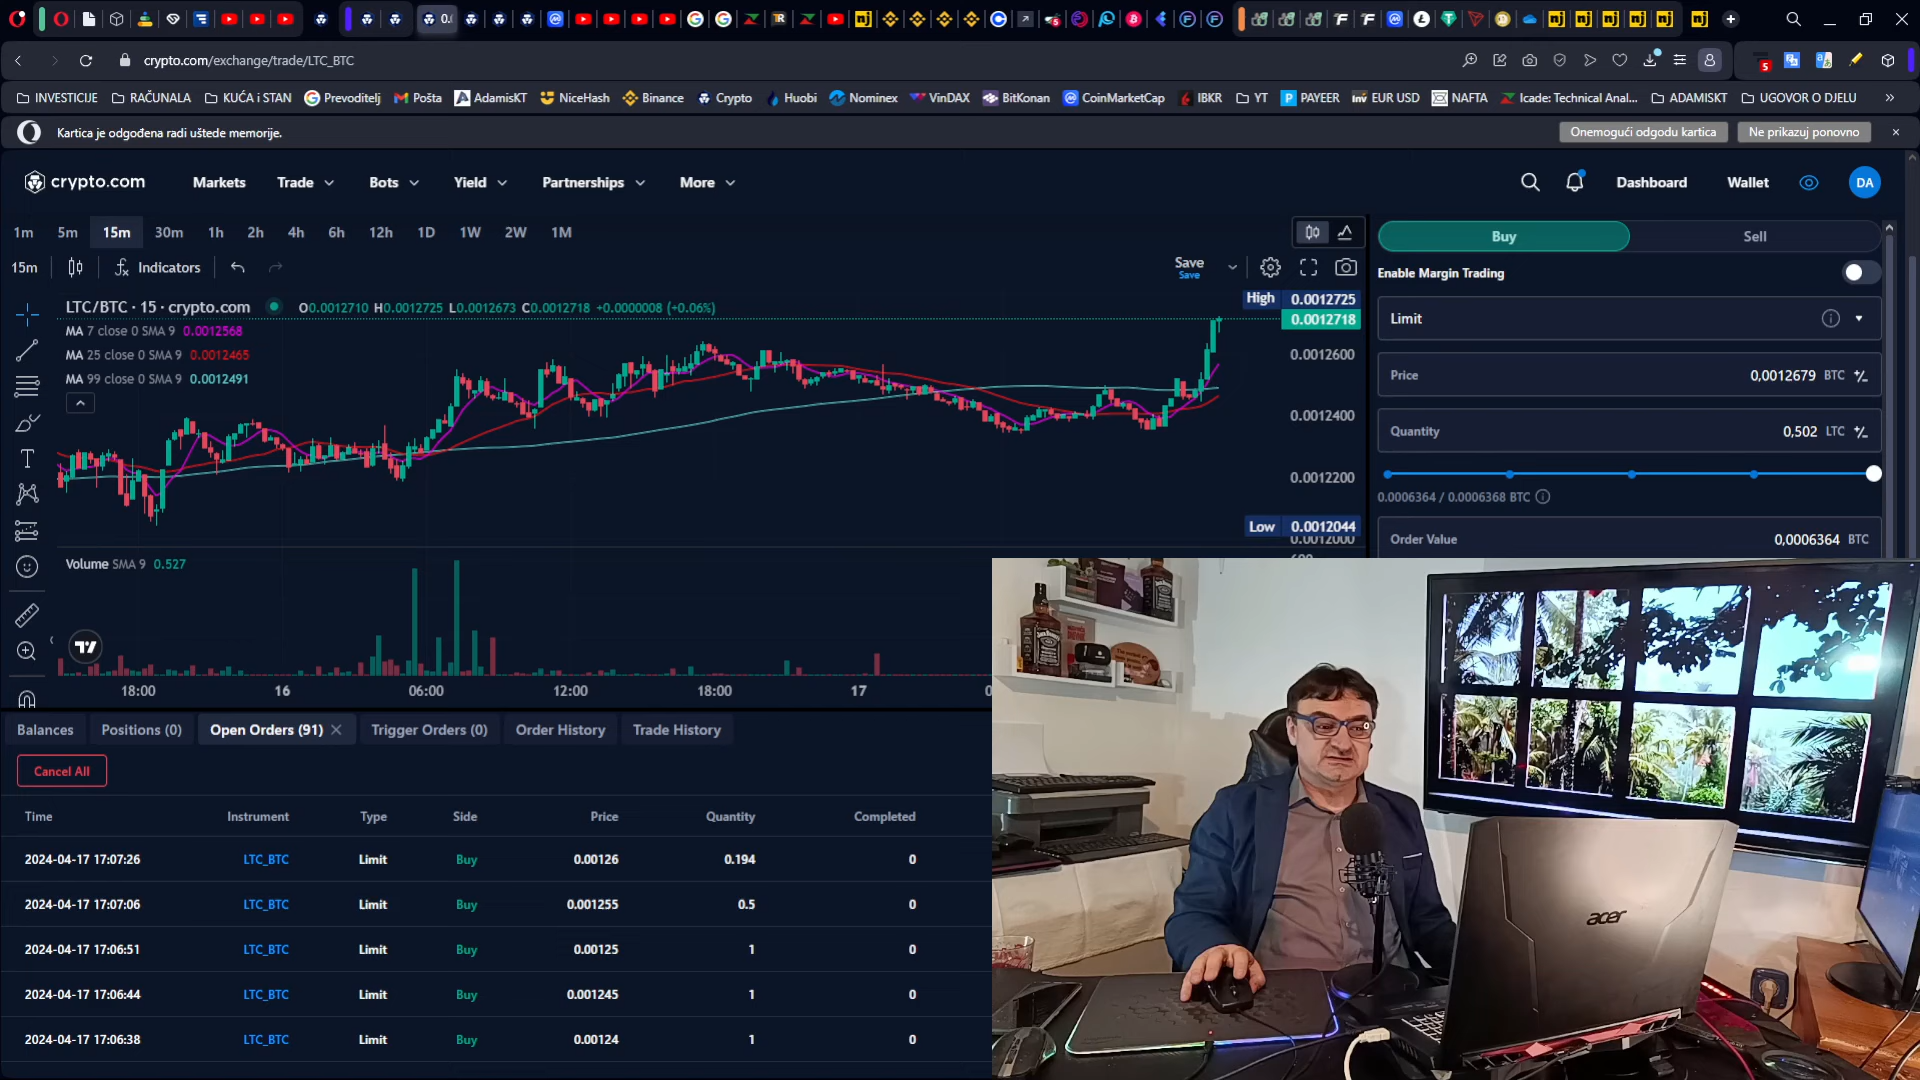 0.0
crypto.com/exchange/trade/LTC_BTC
5
INVESTICIJE RAČUNALA KUĆA i STAN Prevoditelj Pošta AdamisKT NiceHash Binance Crypto Huobi Nominex VinDAX BitKonan CoinMarketCap IBKR YT PAYEER EUR USD NAFTA Icade: Technical Anal... ADAMISKT UGOVOR O DJELU
Kartica je odgođena radi uštede memorije. Onemogući odgodu kartica Ne prikazuj ponovno
crypto.com Markets Trade Bots Yield Partnerships More Dashboard Wallet DA
1m 5m 15m 30m 1h 2h 4h 6h 12h 1D 1W 2W 1M
15m Indicators Save
Save
LTC/BTC · 15 · crypto.com O0.0012710 H0.0012725 L0.0012673 C0.0012718 +0.0000008 (+0.06%)
MA 7 close 0 SMA 9 0.0012568
MA 25 close 0 SMA 9 0.0012465
MA 99 close 0 SMA 9 0.0012491
High 0.0012725
0.0012718
0.0012600
0.0012400
0.0012200
Low 0.0012044
0.0012000
Volume SMA 9 0.527
18:00 16 06:00 12:00 18:00 17
Buy Sell
Enable Margin Trading
Limit
Price 0,0012679 BTC
Quantity 0,502 LTC
0.0006364 / 0.0006368 BTC
Order Value 0,0006364 BTC
Balances Positions (0) Open Orders (91) Trigger Orders (0) Order History Trade History
Cancel All
Time Instrument Type Side Price Quantity Completed
2024-04-17 17:07:26 LTC_BTC Limit Buy 0.00126 0.194 0
2024-04-17 17:07:06 LTC_BTC Limit Buy 0.001255 0.5 0
2024-04-17 17:06:51 LTC_BTC Limit Buy 0.00125 1 0
2024-04-17 17:06:44 LTC_BTC Limit Buy 0.001245 1 0
2024-04-17 17:06:38 LTC_BTC Limit Buy 0.00124 1 0
acer